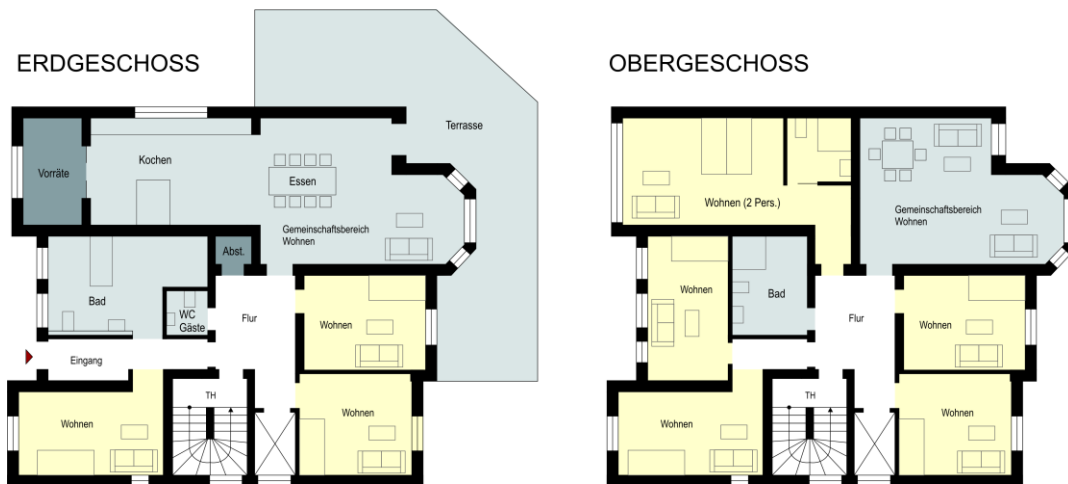 ERDGESCHOSS
Terrasse
Kochen
Vorräte
Essen
Gemeinschaftsbereich
Wohnen
Abst.
Bad
WC
Gäste
Flur
Wohnen
Eingang
TH
Wohnen
Wohnen
OBERGESCHOSS
Wohnen (2 Pers.)
Gemeinschaftsbereich
Wohnen
Wohnen
Bad
Flur
Wohnen
TH
Wohnen
Wohnen